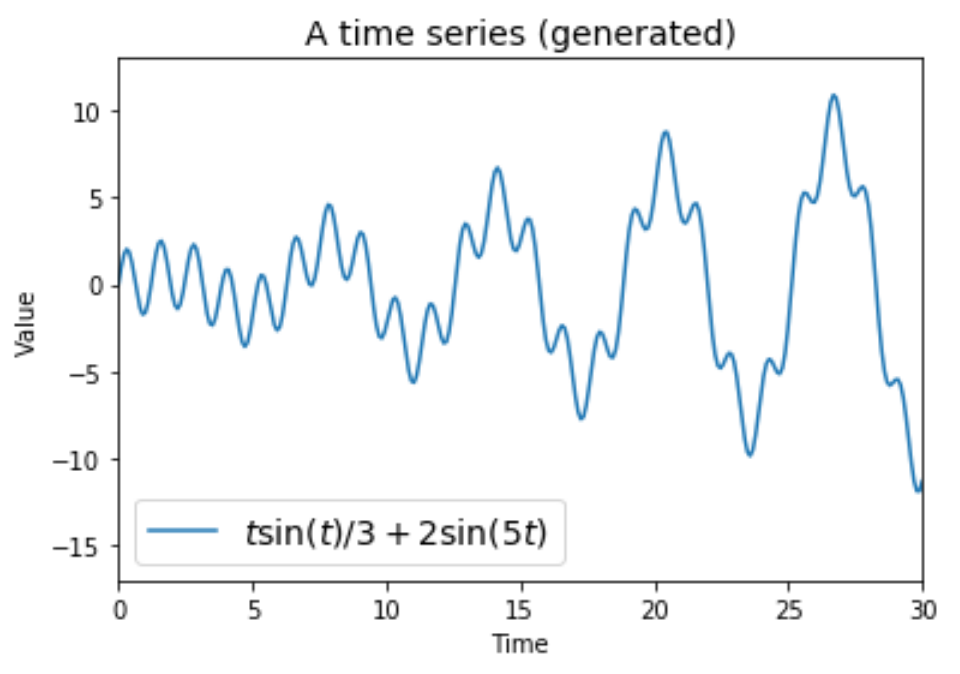 A time series (generated)
10
5
0
−5
−10
−15
Value
tsin(t)/3 + 2sin(5t)
0 5 10 15 20 25 30
Time